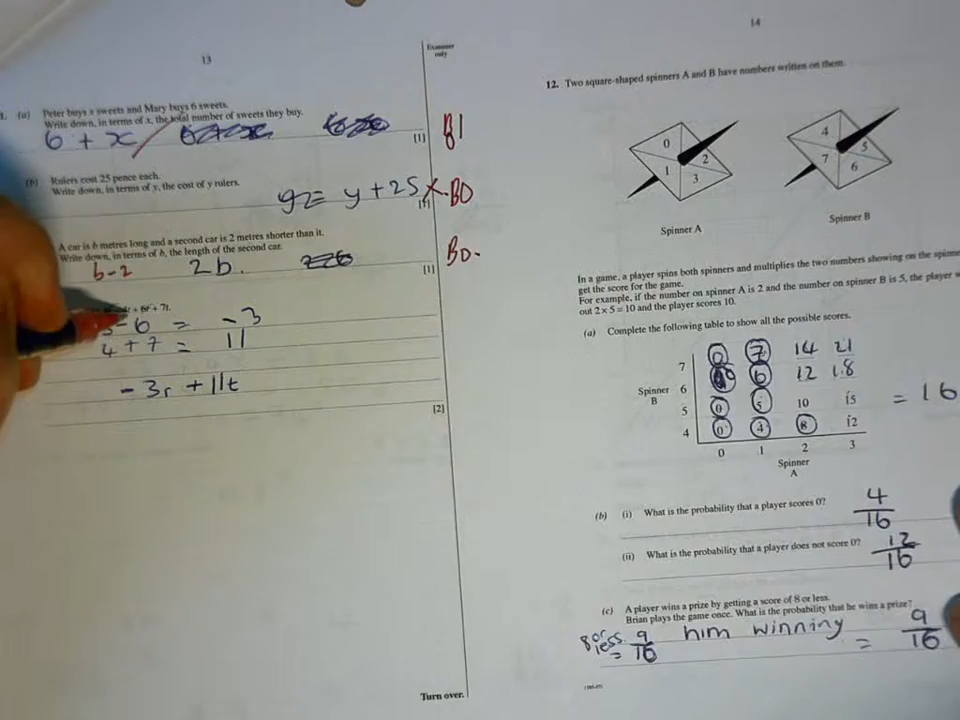 13
Examiner
only
(a) Peter buys x sweets and Mary buys 6 sweets.
Write down, in terms of x, the total number of sweets they buy.
6 + x
[1]
B1
(b) Rulers cost 25 pence each.
Write down, in terms of y, the cost of y rulers.
y = y + 25
[1]
B0
A car is b metres long and a second car is 2 metres shorter than it.
Write down, in terms of b, the length of the second car.
b-2
2b.
[1]
B0
+ 6r + 7t.
3-6 = -3
4 + 7 = 11
-3r + 11t
[2]
Turn over.
14
12. Two square-shaped spinners A and B have numbers written on them.
0 2 1 3
4 5 7 6
Spinner A
Spinner B
In a game, a player spins both spinners and multiplies the two numbers showing on the
get the score for the game.
For example, if the number on spinner A is 2 and the number on spinner B is 5, the player
out 2 × 5 = 10 and the player scores 10.
(a) Complete the following table to show all the possible scores.
7 0 7 14 21
Spinner B
6 6 12 18
5 0 5 10 15
= 16
4 0 4 8 12
0 1 2 3
Spinner
A
(b) (i) What is the probability that a player scores 0?
4/16
(ii) What is the probability that a player does not score 0?
12/16
(c) A player wins a prize by getting a score of 8 or less.
Brian plays the game once. What is the probability that he wins a prize?
8 or less = 9/16 him winning = 9/16